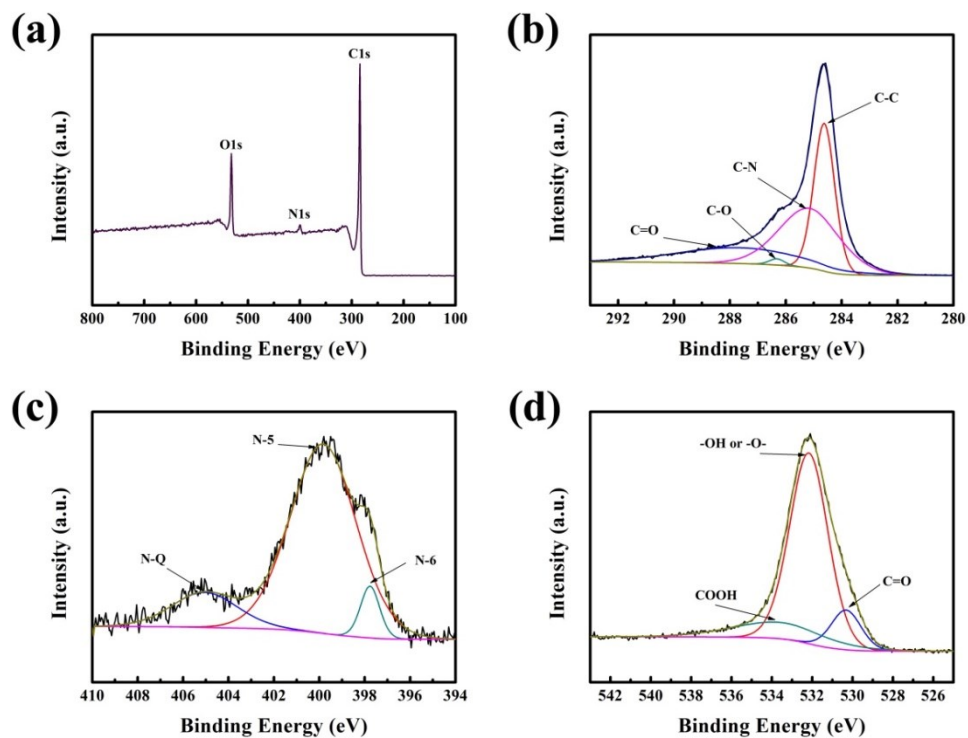 (a)
C1s
O1s
N1s
Intensity (a.u.)
800 700 600 500 400 300 200 100
Binding Energy (eV)
(b)
C-C
C-N
C-O
C=O
Intensity (a.u.)
292 290 288 286 284 282 280
Binding Energy (eV)
(c)
N-5
N-Q
N-6
Intensity (a.u.)
410 408 406 404 402 400 398 396 394
Binding Energy (eV)
(d)
-OH or -O-
COOH
C=O
Intensity (a.u.)
542 540 536 534 532 530 526 525
Binding Energy (eV)